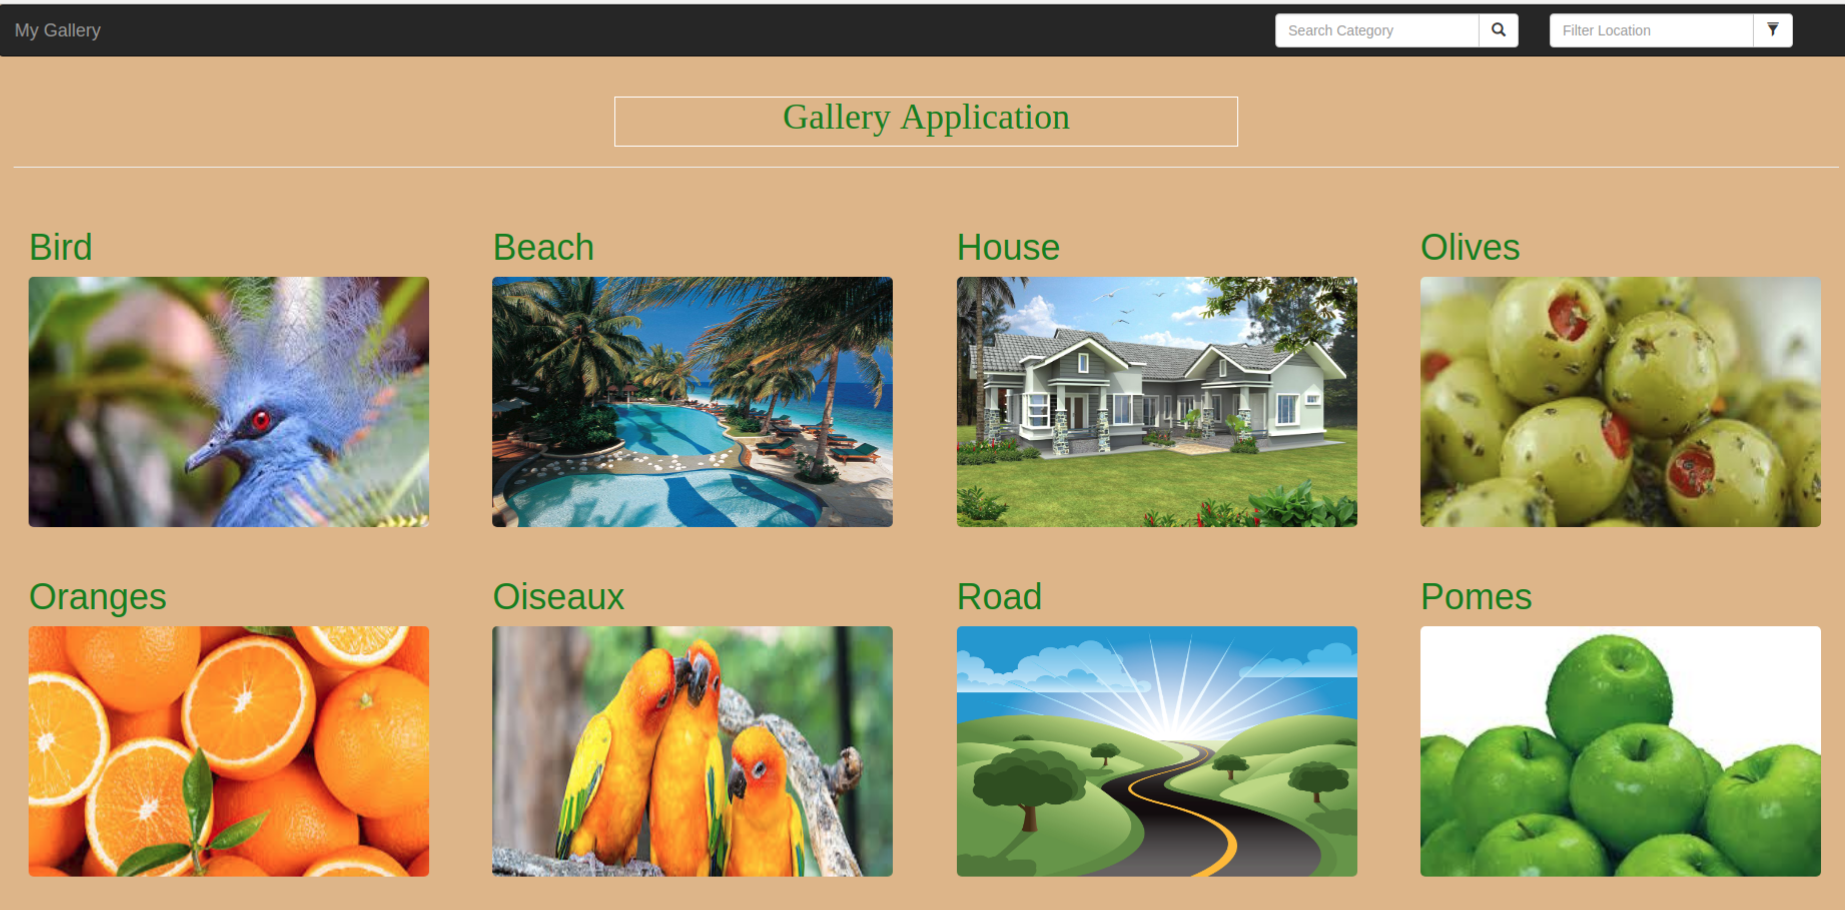 My Gallery
Search Category
Filter Location
Gallery Application
Bird
Beach
House
Olives
Oranges
Oiseaux
Road
Pomes